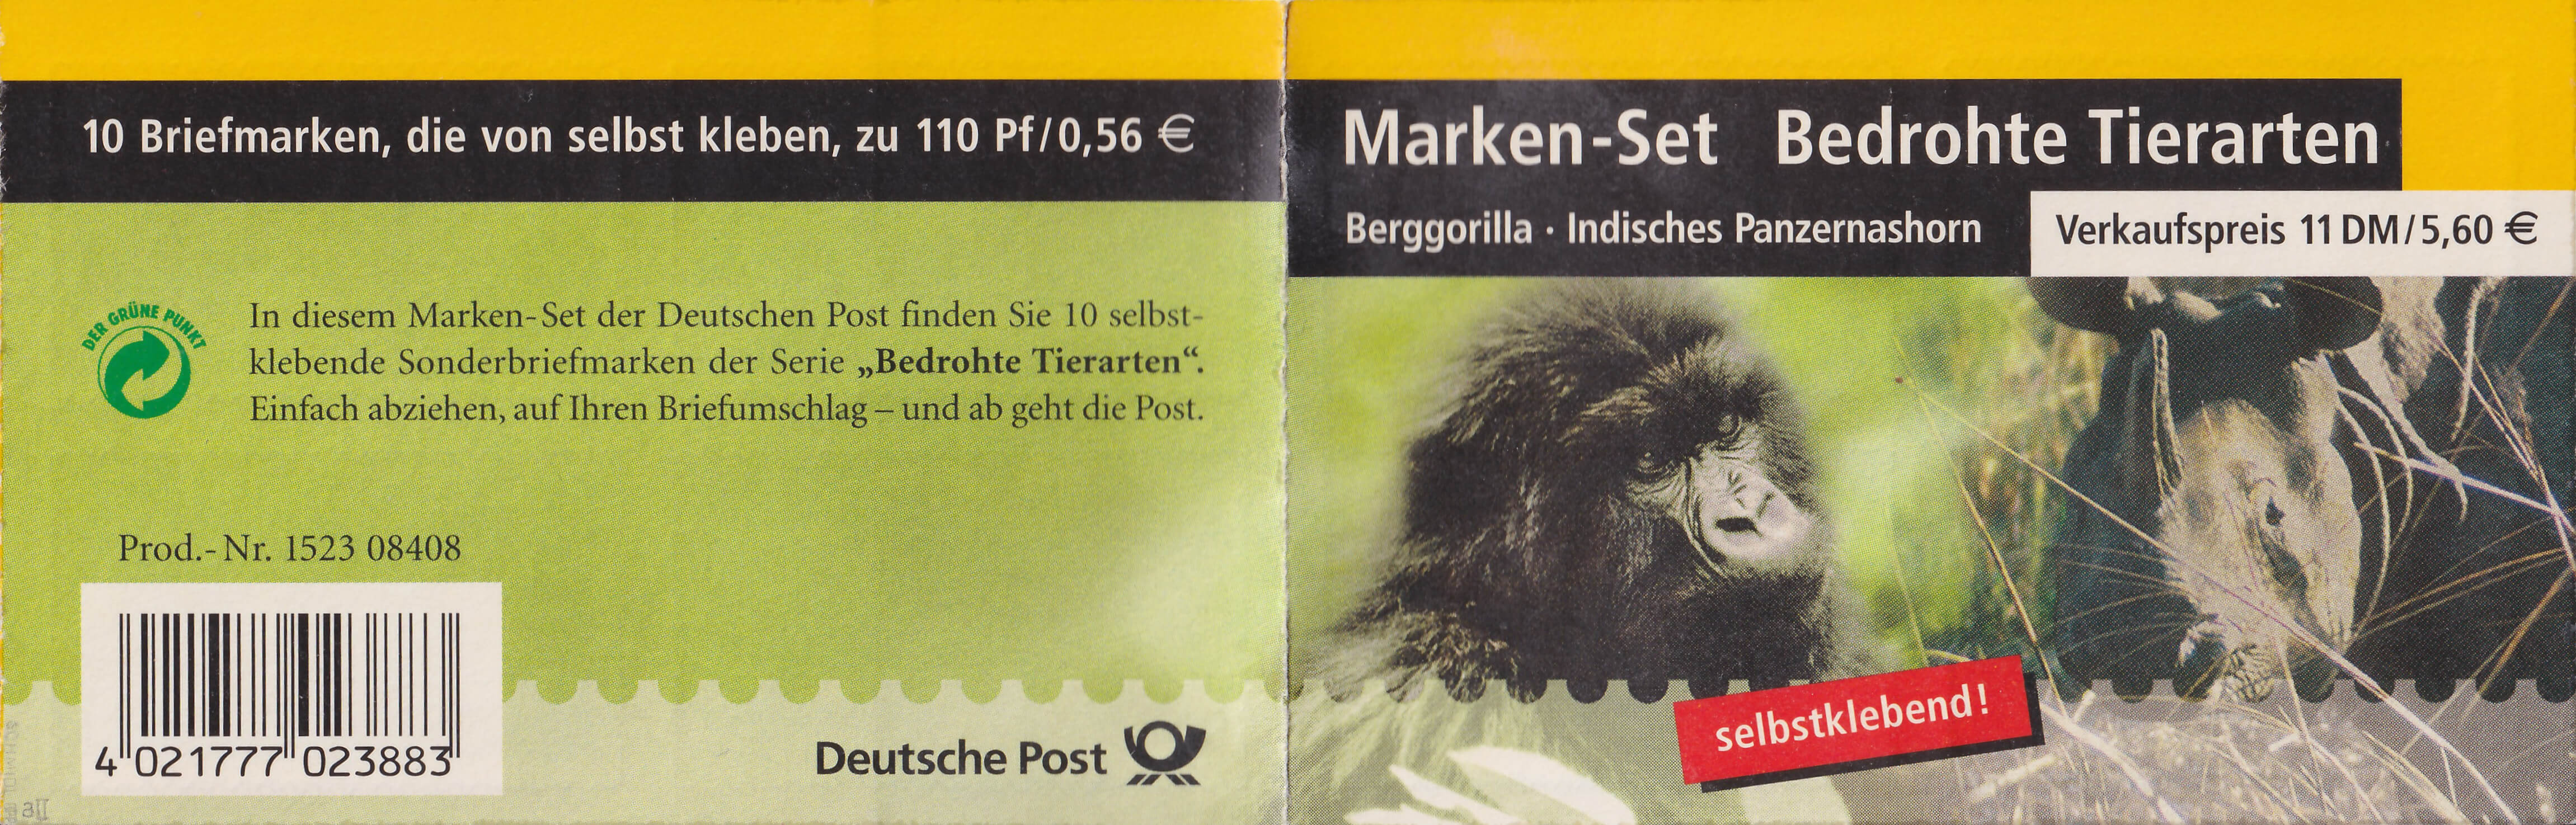 10 Briefmarken, die von selbst kleben, zu 110 Pf/0,56 €
DER GRÜNE PUNKT
In diesem Marken-Set der Deutschen Post finden Sie 10 selbst-
klebende Sonderbriefmarken der Serie „Bedrohte Tierarten“.
Einfach abziehen, auf Ihren Briefumschlag – und ab geht die Post.
Prod.-Nr. 1523 08408
4 021777 023883
Deutsche Post
Marken-Set Bedrohte Tierarten
Berggorilla · Indisches Panzernashorn
Verkaufspreis 11 DM/5,60 €
selbstklebend!